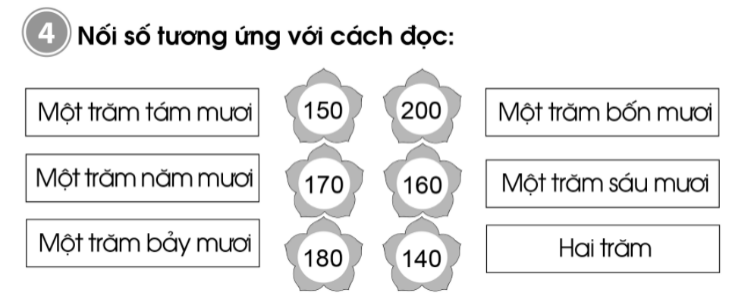 4 Nối số tương ứng với cách đọc:
Một trăm tám mươi 150 200 Một trăm bốn mươi
Một trăm năm mươi 170 160 Một trăm sáu mươi
Một trăm bảy mươi 180 140 Hai trăm